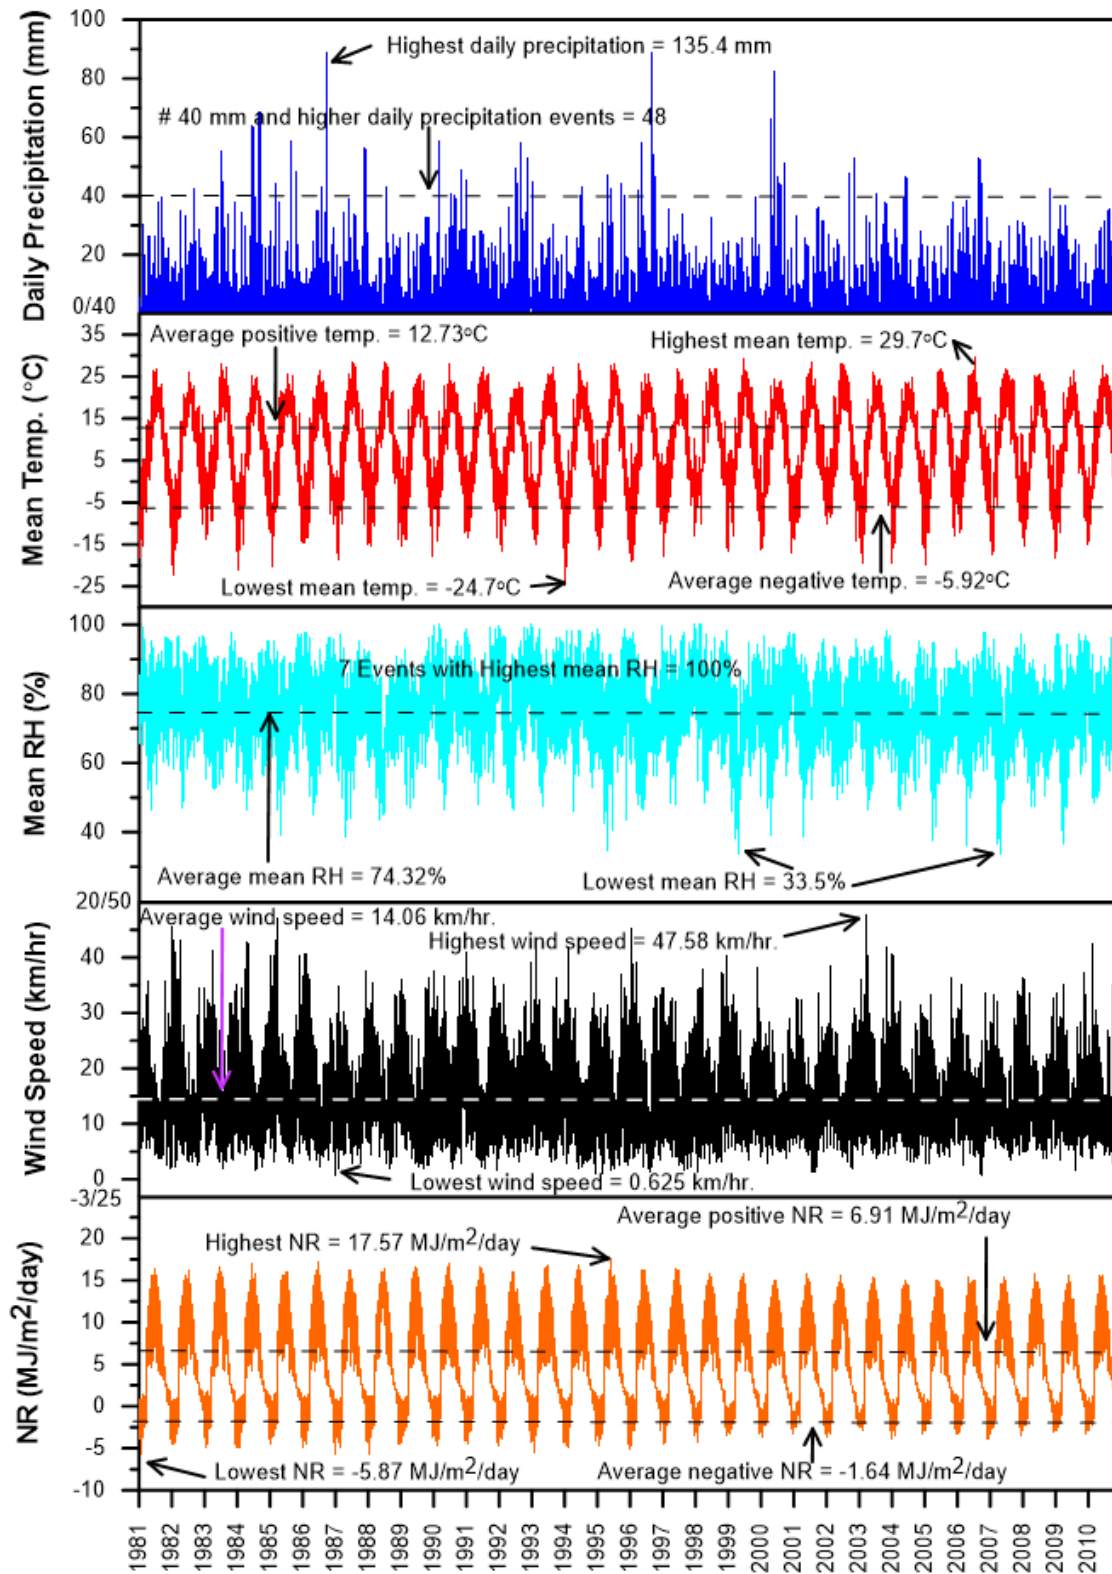 Daily Precipitation (mm)
100
80
60
40
20
0/40
Highest daily precipitation = 135.4 mm
# 40 mm and higher daily precipitation events = 48
Mean Temp. (°C)
35
25
15
5
-5
-15
-25
Average positive temp. = 12.73°C
Highest mean temp. = 29.7°C
Lowest mean temp. = -24.7°C
Average negative temp. = -5.92°C
Mean RH (%)
100
80
60
40
20/50
7 Events with Highest mean RH = 100%
Average mean RH = 74.32%
Lowest mean RH = 33.5%
Wind Speed (km/hr)
40
30
20
10
0
-3/25
Average wind speed = 14.06 km/hr.
Highest wind speed = 47.58 km/hr.
Lowest wind speed = 0.625 km/hr.
NR (MJ/m²/day)
20
15
10
5
0
-5
-10
Average positive NR = 6.91 MJ/m²/day
Highest NR = 17.57 MJ/m²/day
Lowest NR = -5.87 MJ/m²/day
Average negative NR = -1.64 MJ/m²/day
1981
1982
1983
1984
1985
1986
1987
1988
1989
1990
1991
1992
1993
1994
1995
1996
1997
1998
1999
2000
2001
2002
2003
2004
2005
2006
2007
2008
2009
2010